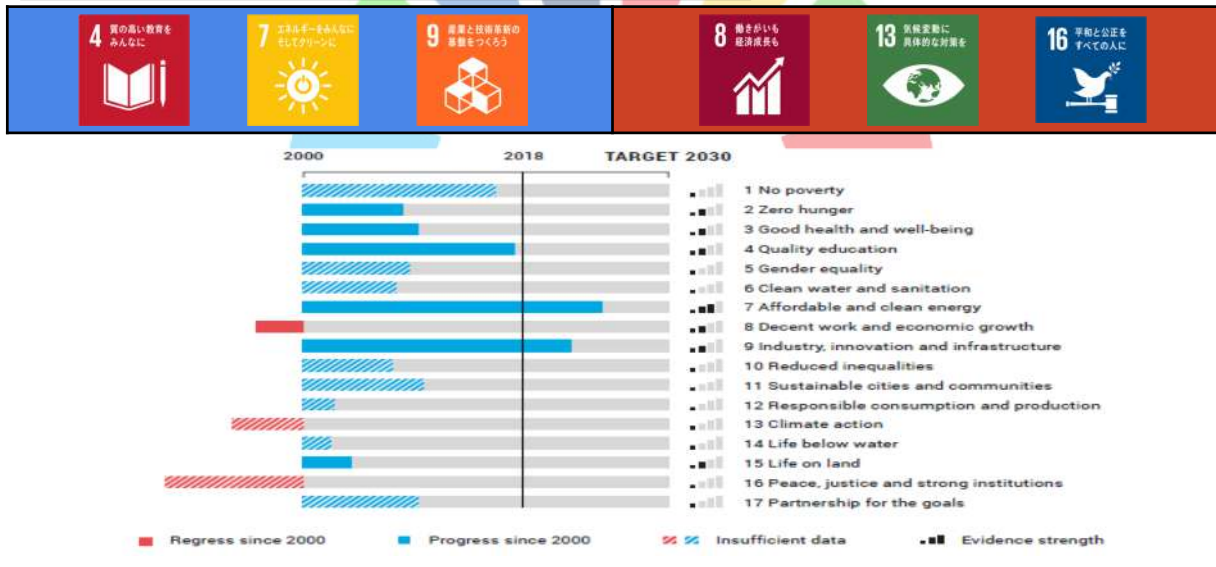 4 質の高い教育を
みんなに
7 エネルギーをみんなに
そしてクリーンに
9 産業と技術革新の
基盤をつくろう
8 働きがいも
経済成長も
13 気候変動に
具体的な対策を
16 平和と公正を
すべての人に
2000 2018 TARGET 2030
1 No poverty
2 Zero hunger
3 Good health and well-being
4 Quality education
5 Gender equality
6 Clean water and sanitation
7 Affordable and clean energy
8 Decent work and economic growth
9 Industry, innovation and infrastructure
10 Reduced inequalities
11 Sustainable cities and communities
12 Responsible consumption and production
13 Climate action
14 Life below water
15 Life on land
16 Peace, justice and strong institutions
17 Partnership for the goals
Regress since 2000 Progress since 2000 Insufficient data Evidence strength